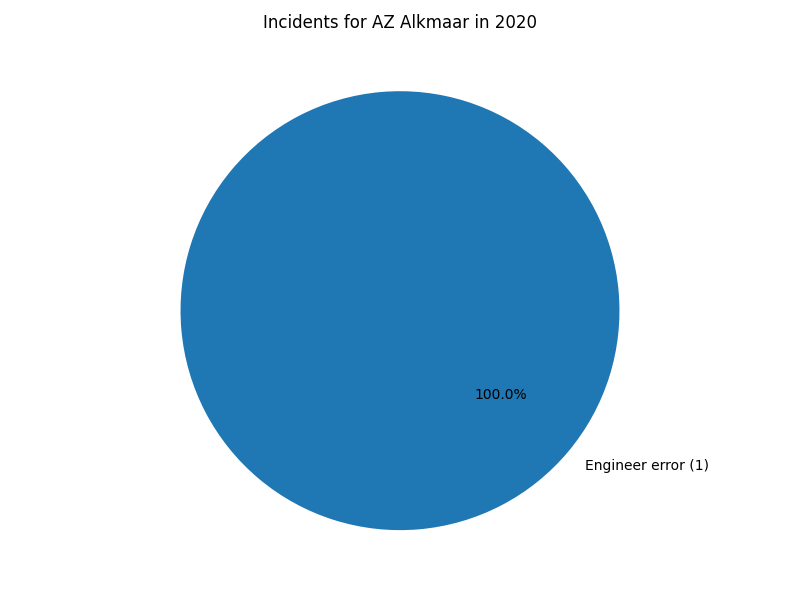 Incidents for AZ Alkmaar in 2020
100.0%
Engineer error (1)